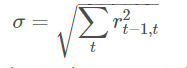 σ = √(∑_t r²_{t−1,t})